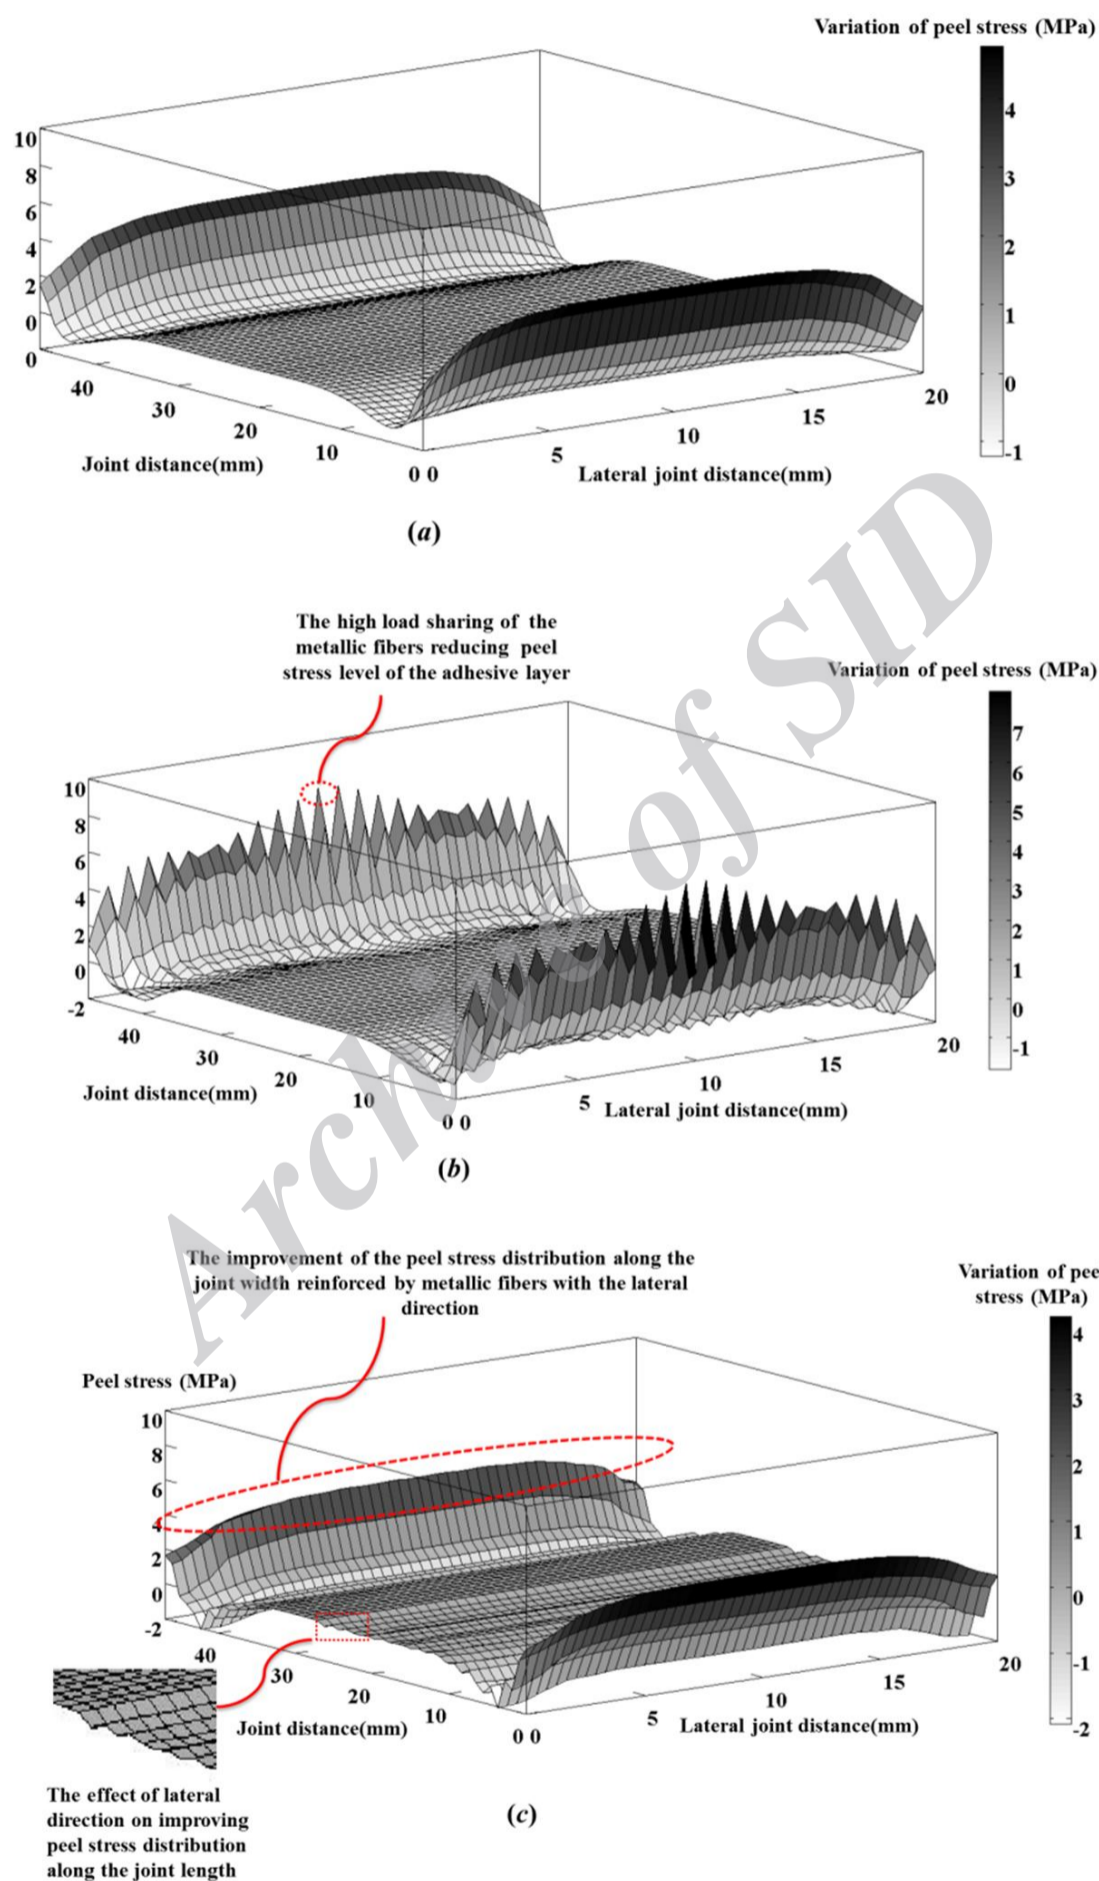 Variation of peel stress (MPa)
10
8
6
4
2
0
0
40
30
20
10
0 0
5
10
15
20
4
3
2
1
0
-1
Joint distance(mm)
Lateral joint distance(mm)
(a)
The high load sharing of the
metallic fibers reducing peel
stress level of the adhesive layer
Variation of peel stress (MPa)
10
8
6
4
2
0
-2
40
30
20
10
0 0
5
10
15
20
7
6
5
4
3
2
1
0
-1
Joint distance(mm)
Lateral joint distance(mm)
(b)
The improvement of the peel stress distribution along the
joint width reinforced by metallic fibers with the lateral
direction
Variation of pee
stress (MPa)
Peel stress (MPa)
10
8
6
4
2
0
-2
40
30
20
10
0 0
5
10
15
20
4
3
2
1
0
-1
-2
Joint distance(mm)
Lateral joint distance(mm)
The effect of lateral
direction on improving
peel stress distribution
along the joint length
(c)
Archive of SID